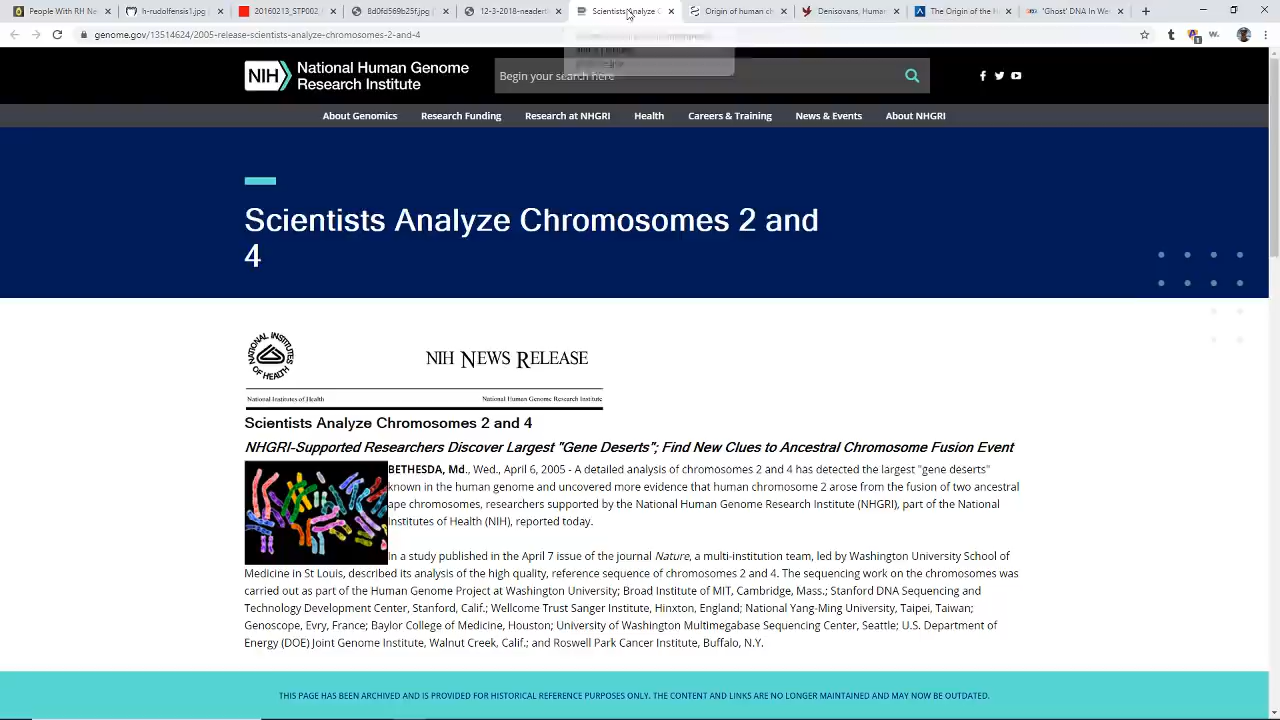 People With RH Ne
h-rudolfensis1.jpg
20160213_STP002_
8d0fd569b25f.jpg (
12-3-2018-neadert
Scientists Analyze C
Origin of human ch
Denisovans, Human
The Origin of the H
'Ghost' DNA In We
genome.gov/13514624/2005-release-scientists-analyze-chromosomes-2-and-4
NIH
National Human Genome
Research Institute
Begin your search here
About Genomics
Research Funding
Research at NHGRI
Health
Careers & Training
News & Events
About NHGRI
Scientists Analyze Chromosomes 2 and
4
NATIONAL INSTITUTES OF HEALTH
NIH NEWS RELEASE
National Institutes of Health
National Human Genome Research Institute
Scientists Analyze Chromosomes 2 and 4
NHGRI-Supported Researchers Discover Largest "Gene Deserts"; Find New Clues to Ancestral Chromosome Fusion Event
BETHESDA, Md., Wed., April 6, 2005 - A detailed analysis of chromosomes 2 and 4 has detected the largest "gene deserts"
known in the human genome and uncovered more evidence that human chromosome 2 arose from the fusion of two ancestral
ape chromosomes, researchers supported by the National Human Genome Research Institute (NHGRI), part of the National
Institutes of Health (NIH), reported today.
In a study published in the April 7 issue of the journal Nature, a multi-institution team, led by Washington University School of
Medicine in St Louis, described its analysis of the high quality, reference sequence of chromosomes 2 and 4. The sequencing work on the chromosomes was
carried out as part of the Human Genome Project at Washington University; Broad Institute of MIT, Cambridge, Mass.; Stanford DNA Sequencing and
Technology Development Center, Stanford, Calif.; Wellcome Trust Sanger Institute, Hinxton, England; National Yang-Ming University, Taipei, Taiwan;
Genoscope, Evry, France; Baylor College of Medicine, Houston; University of Washington Multimegabase Sequencing Center, Seattle; U.S. Department of
Energy (DOE) Joint Genome Institute, Walnut Creek, Calif.; and Roswell Park Cancer Institute, Buffalo, N.Y.
THIS PAGE HAS BEEN ARCHIVED AND IS PROVIDED FOR HISTORICAL REFERENCE PURPOSES ONLY. THE CONTENT AND LINKS ARE NO LONGER MAINTAINED AND MAY NOW BE OUTDATED.